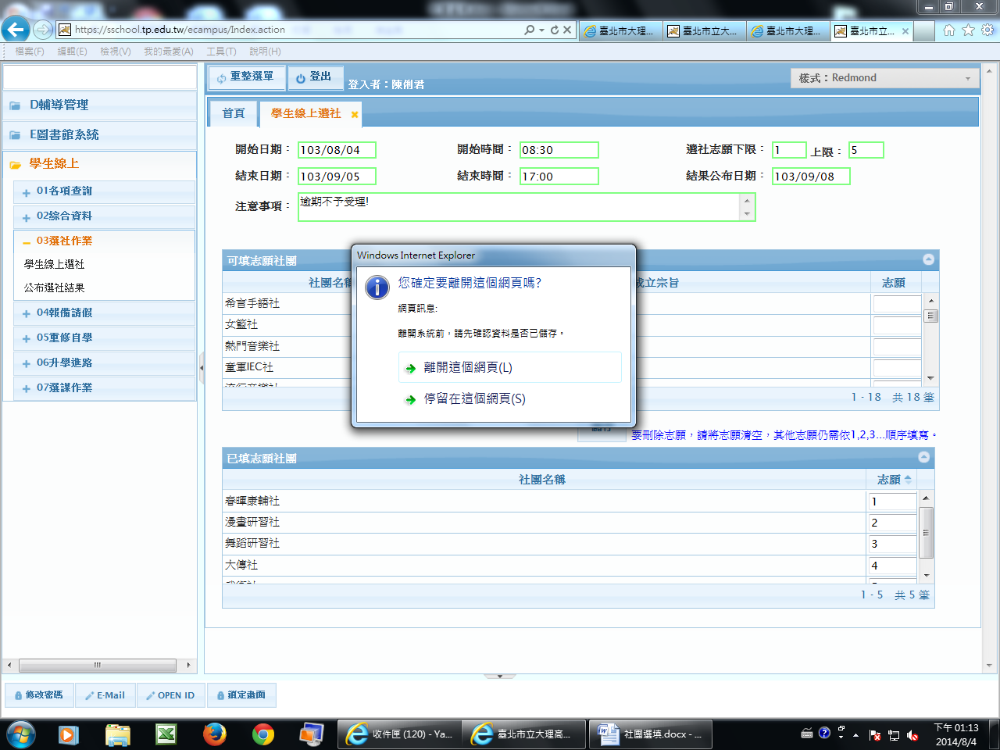 https://sschool.tp.edu.tw/ecampus/Index.action
臺北市大理...
臺北市立大...
臺北市大理...
臺北市立...
檔案(F) 編輯(E) 檢視(V) 我的最愛(A) 工具(T) 說明(H)
重整選單 登出 登入者：陳俐君
樣式：Redmond
D輔導管理
E圖書館系統
學生線上
01各項查詢
02綜合資料
03選社作業
學生線上選社
公布選社結果
04報備請假
05重修自學
06升學進路
07選課作業
首頁 學生線上選社
開始日期： 103/08/04 開始時間： 08:30 選社志願下限： 1 上限： 5
結束日期： 103/09/05 結束時間： 17:00 結果公布日期： 103/09/08
注意事項： 逾期不予受理!
可填志願社團
社團名稱 成立宗旨 志願
希音手語社
女籃社
熱門音樂社
童軍IEC社
1 - 18 共 18 筆
Windows Internet Explorer
您確定要離開這個網頁嗎?
網頁訊息:
離開系統前，請先確認資料是否已儲存。
離開這個網頁(L)
停留在這個網頁(S)
要刪除志願，請將志願清空，其他志願仍需依1,2,3...順序填寫。
已填志願社團
社團名稱 志願
春暉康輔社 1
漫畫研習社 2
舞蹈研習社 3
大傳社 4
1 - 5 共 5 筆
修改密碼 E-Mail OPEN ID 鎖定畫面
收件匣 (120) - Ya...
臺北市立大理高...
社團選填.docx - ...
下午 01:13
2014/8/4